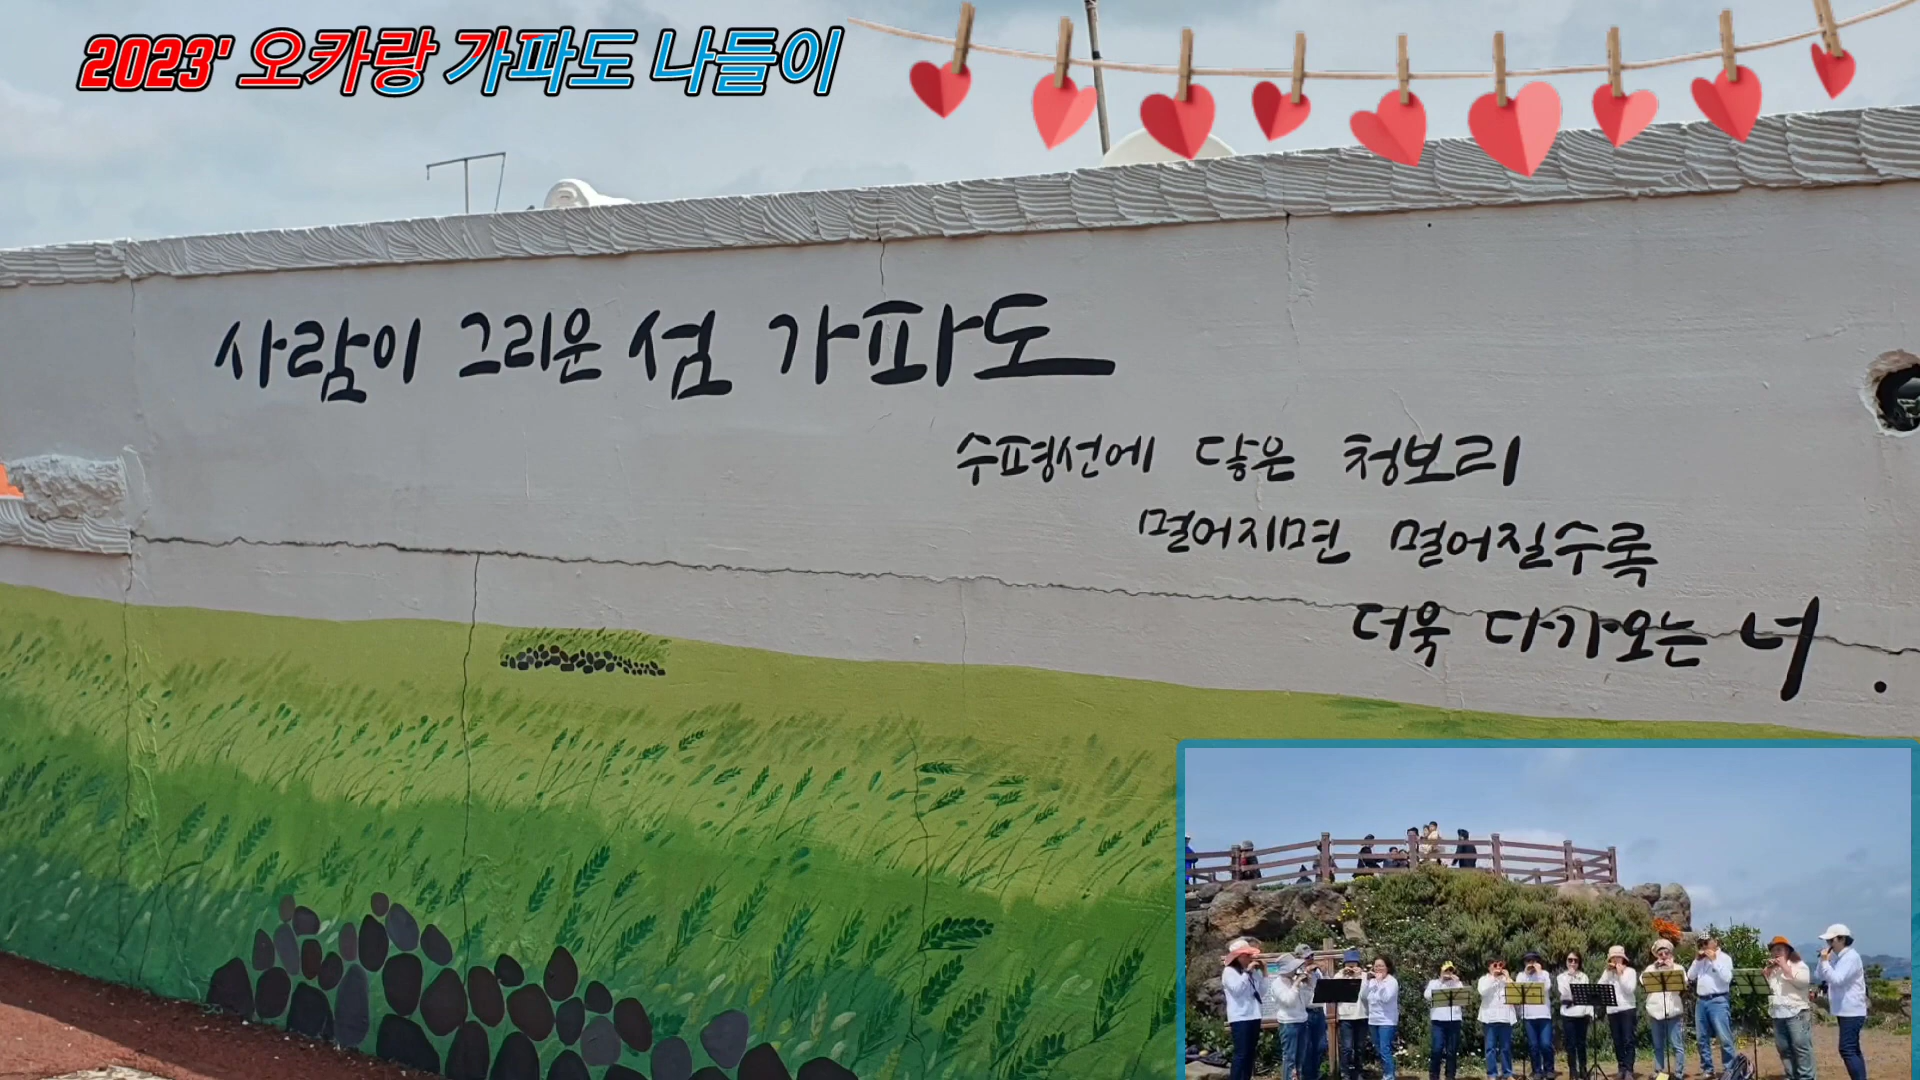 2023' 오카랑 가파도 나들이
사람이 그리운 섬 가파도
수평선에 닿은 청보리
멀어지면 멀어질수록
더욱 다가오는 너.